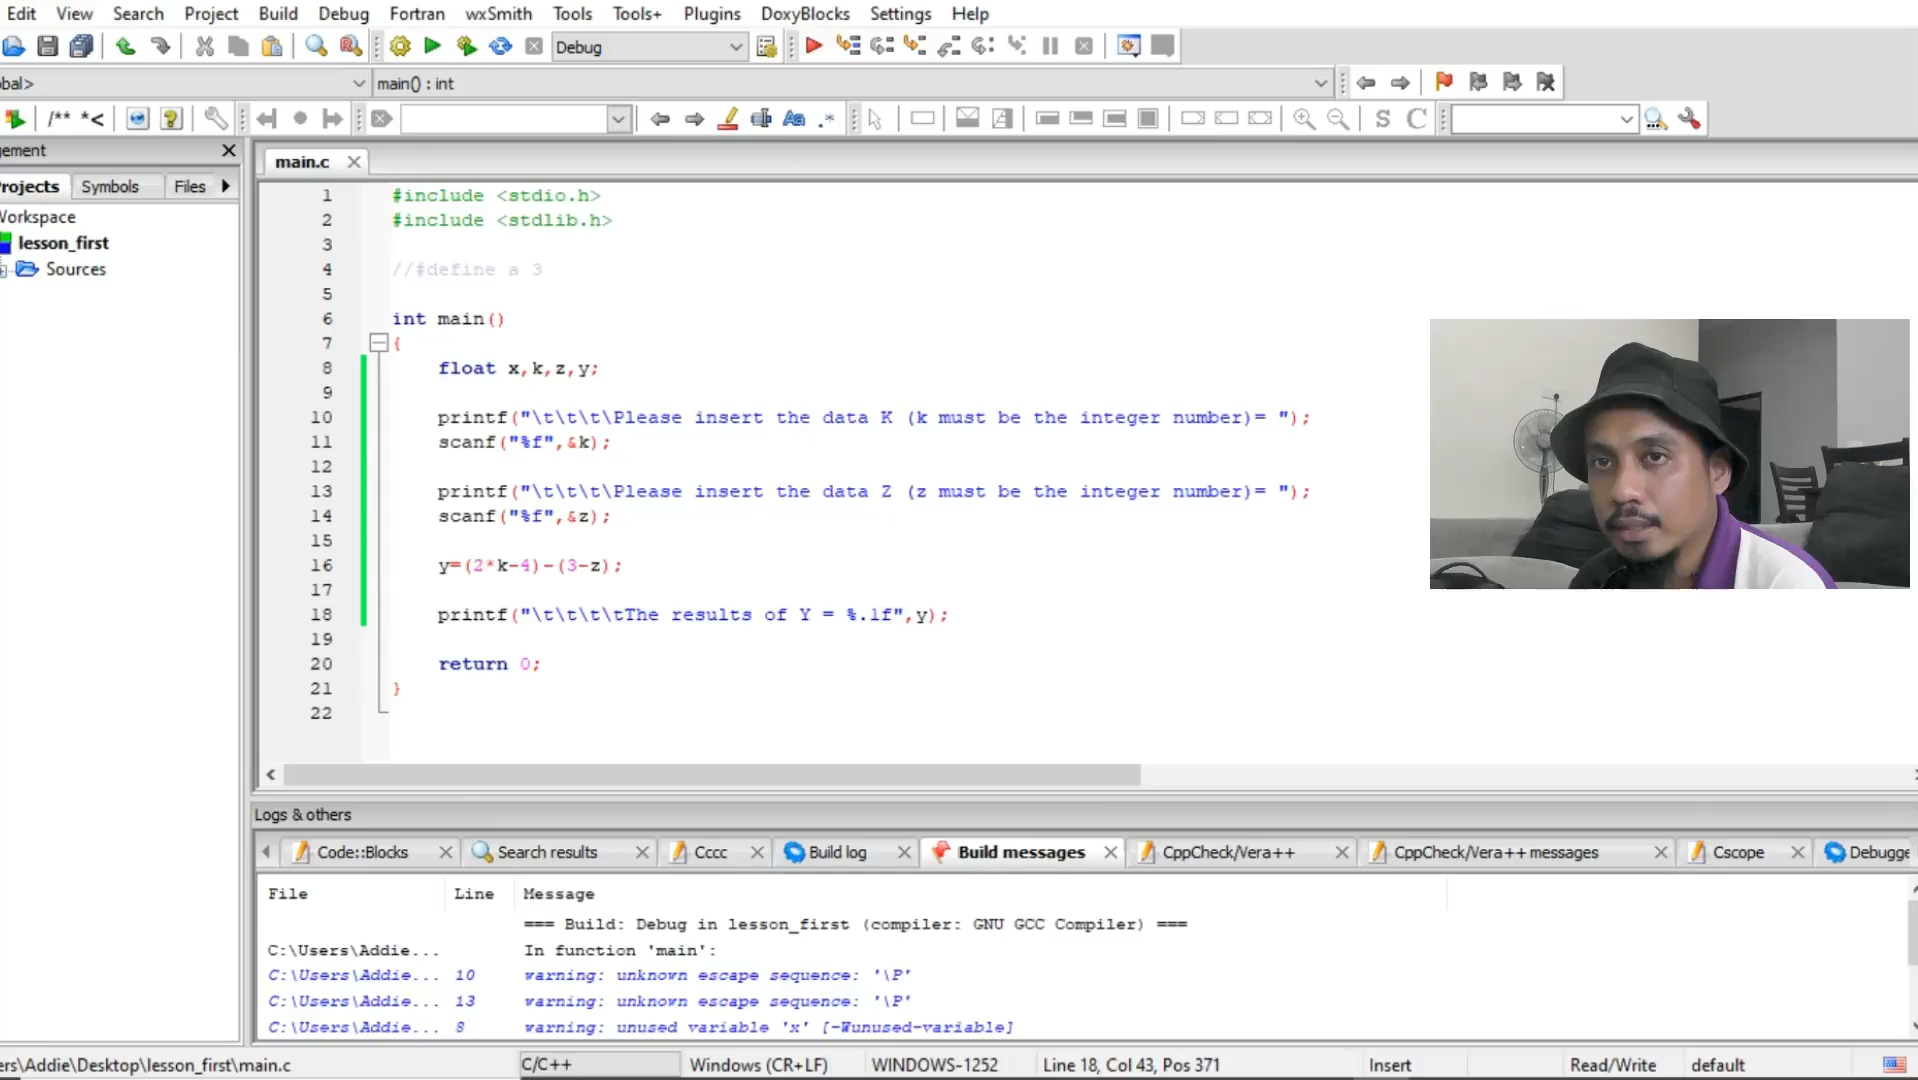 Edit View Search Project Build Debug Fortran wxSmith Tools Tools+ Plugins DoxyBlocks Settings Help
Debug
bal>
main() : int
/** *<
Aa .*
S C
gement
Projects Symbols Files
main.c
Workspace
lesson_first
Sources
1 #include <stdio.h>
2 #include <stdlib.h>
3
4 //#define a 3
5
6 int main()
7 {
8 float x,k,z,y;
9
10 printf("\t\t\t\Please insert the data K (k must be the integer number)= ");
11 scanf("%f",&k);
12
13 printf("\t\t\t\Please insert the data Z (z must be the integer number)= ");
14 scanf("%f",&z);
15
16 y=(2*k-4)-(3-z);
17
18 printf("\t\t\t\tThe results of Y = %.1f",y);
19
20 return 0;
21 }
22
Logs & others
Code::Blocks Search results Cccc Build log Build messages CppCheck/Vera++ CppCheck/Vera++ messages Cscope Debugge
File Line Message
=== Build: Debug in lesson_first (compiler: GNU GCC Compiler) ===
C:\Users\Addie... In function 'main':
C:\Users\Addie... 10 warning: unknown escape sequence: '\P'
C:\Users\Addie... 13 warning: unknown escape sequence: '\P'
C:\Users\Addie... 8 warning: unused variable 'x' [-Wunused-variable]
ers\Addie\Desktop\lesson_first\main.c C/C++ Windows (CR+LF) WINDOWS-1252 Line 18, Col 43, Pos 371 Insert Read/Write default